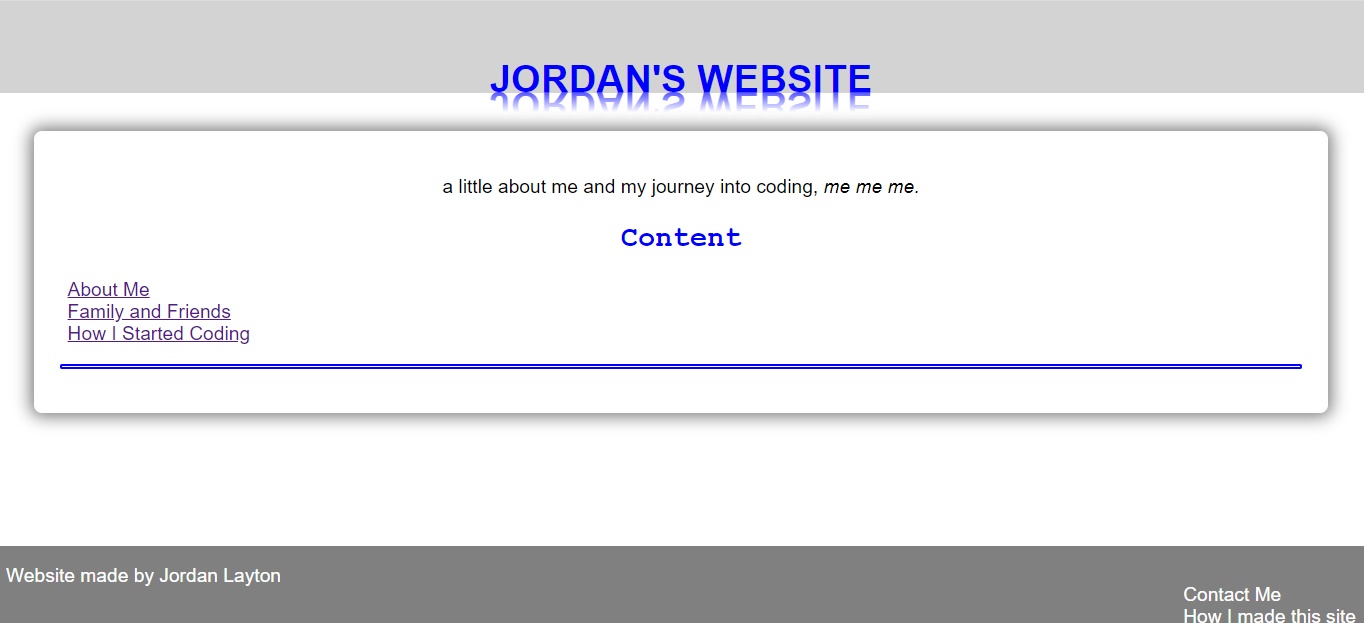 JORDAN'S WEBSITE
a little about me and my journey into coding, me me me.
Content
About Me
Family and Friends
How I Started Coding
Website made by Jordan Layton
Contact Me
How I made this site